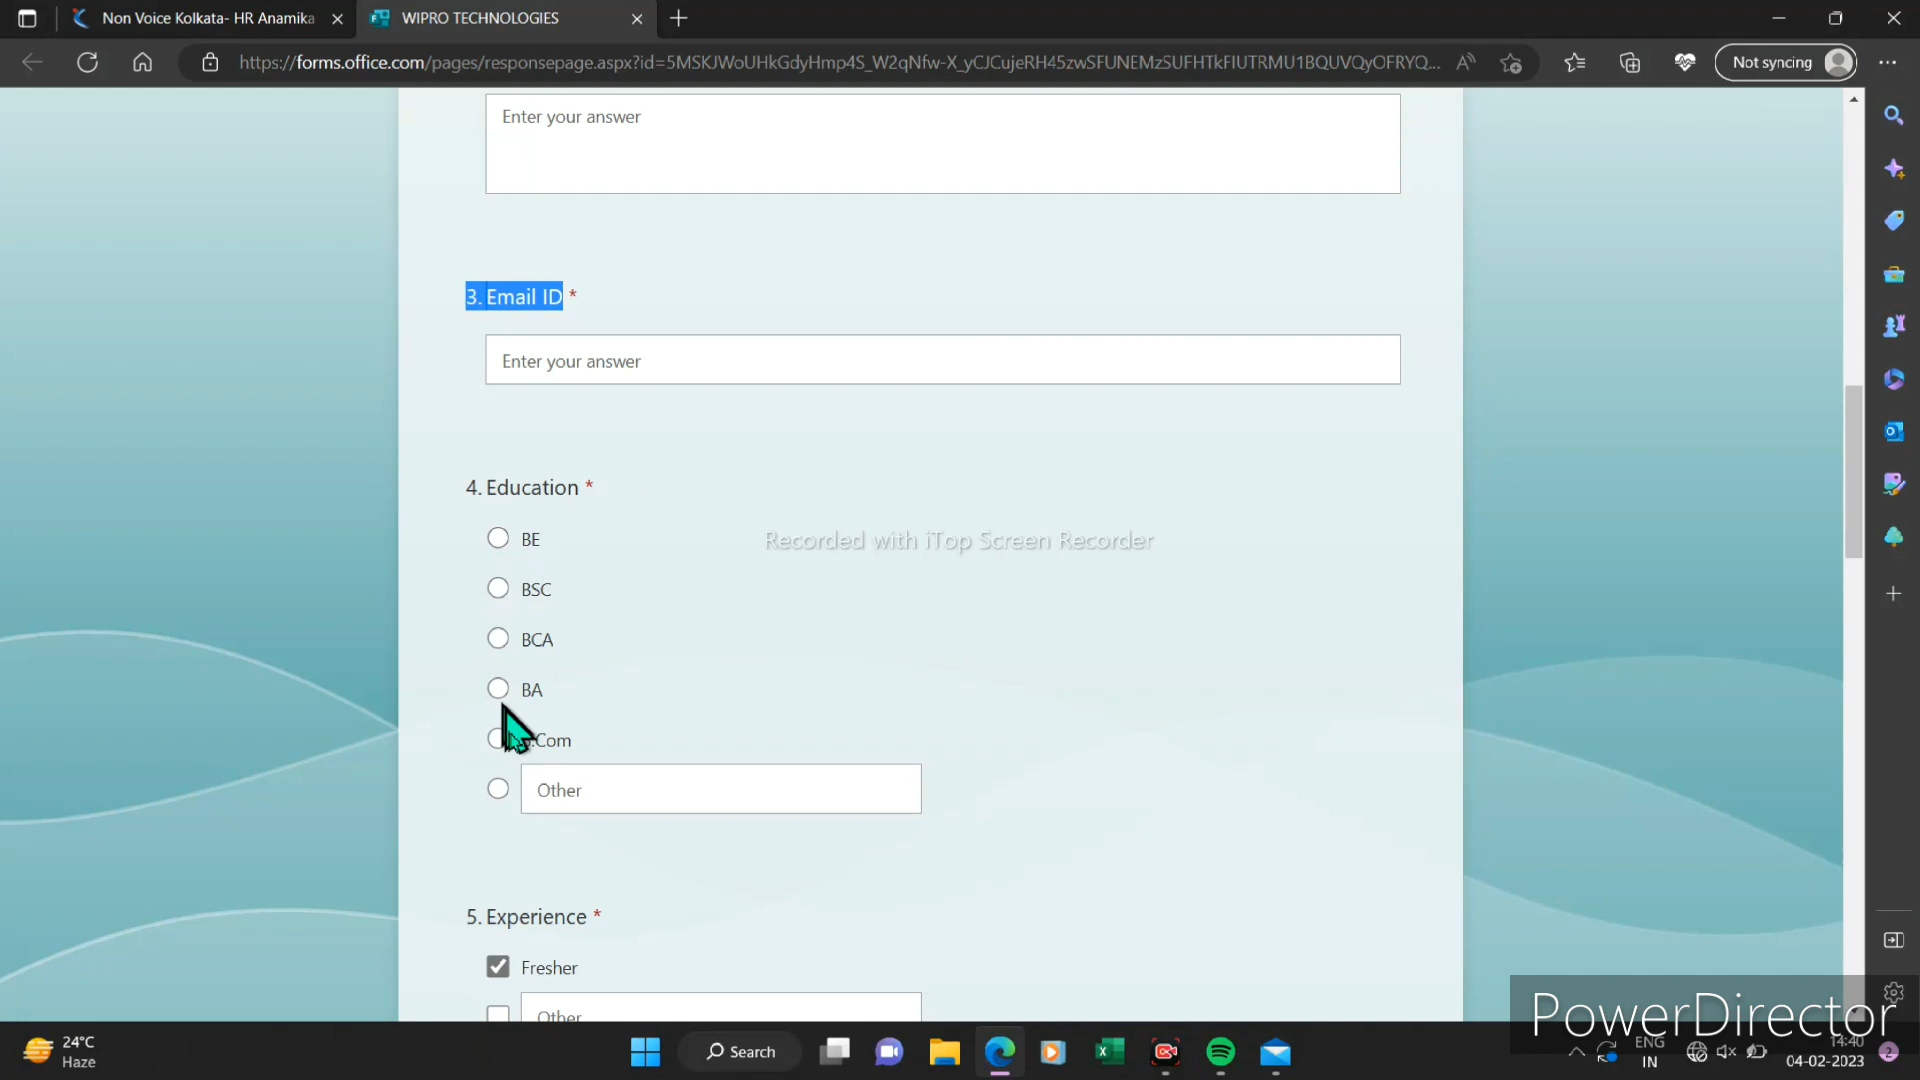 Non Voice Kolkata- HR Anamika
WIPRO TECHNOLOGIES
https://forms.office.com/pages/responsepage.aspx?id=5MSKJWoUHkGdyHmp4S_W2qNfw-X_yCJCujeRH45zwSFUNEMzSUFHTkFIUTRMU1BQUVQyOFRYQ...
Not syncing
Enter your answer
3. Email ID *
Enter your answer
4. Education *
BE
BSC
Recorded with iTop Screen Recorder
BCA
BA
.Com
Other
5. Experience *
Fresher
Other
PowerDirector
24°C
Haze
Search
ENG
IN
14:40
04-02-2023
2